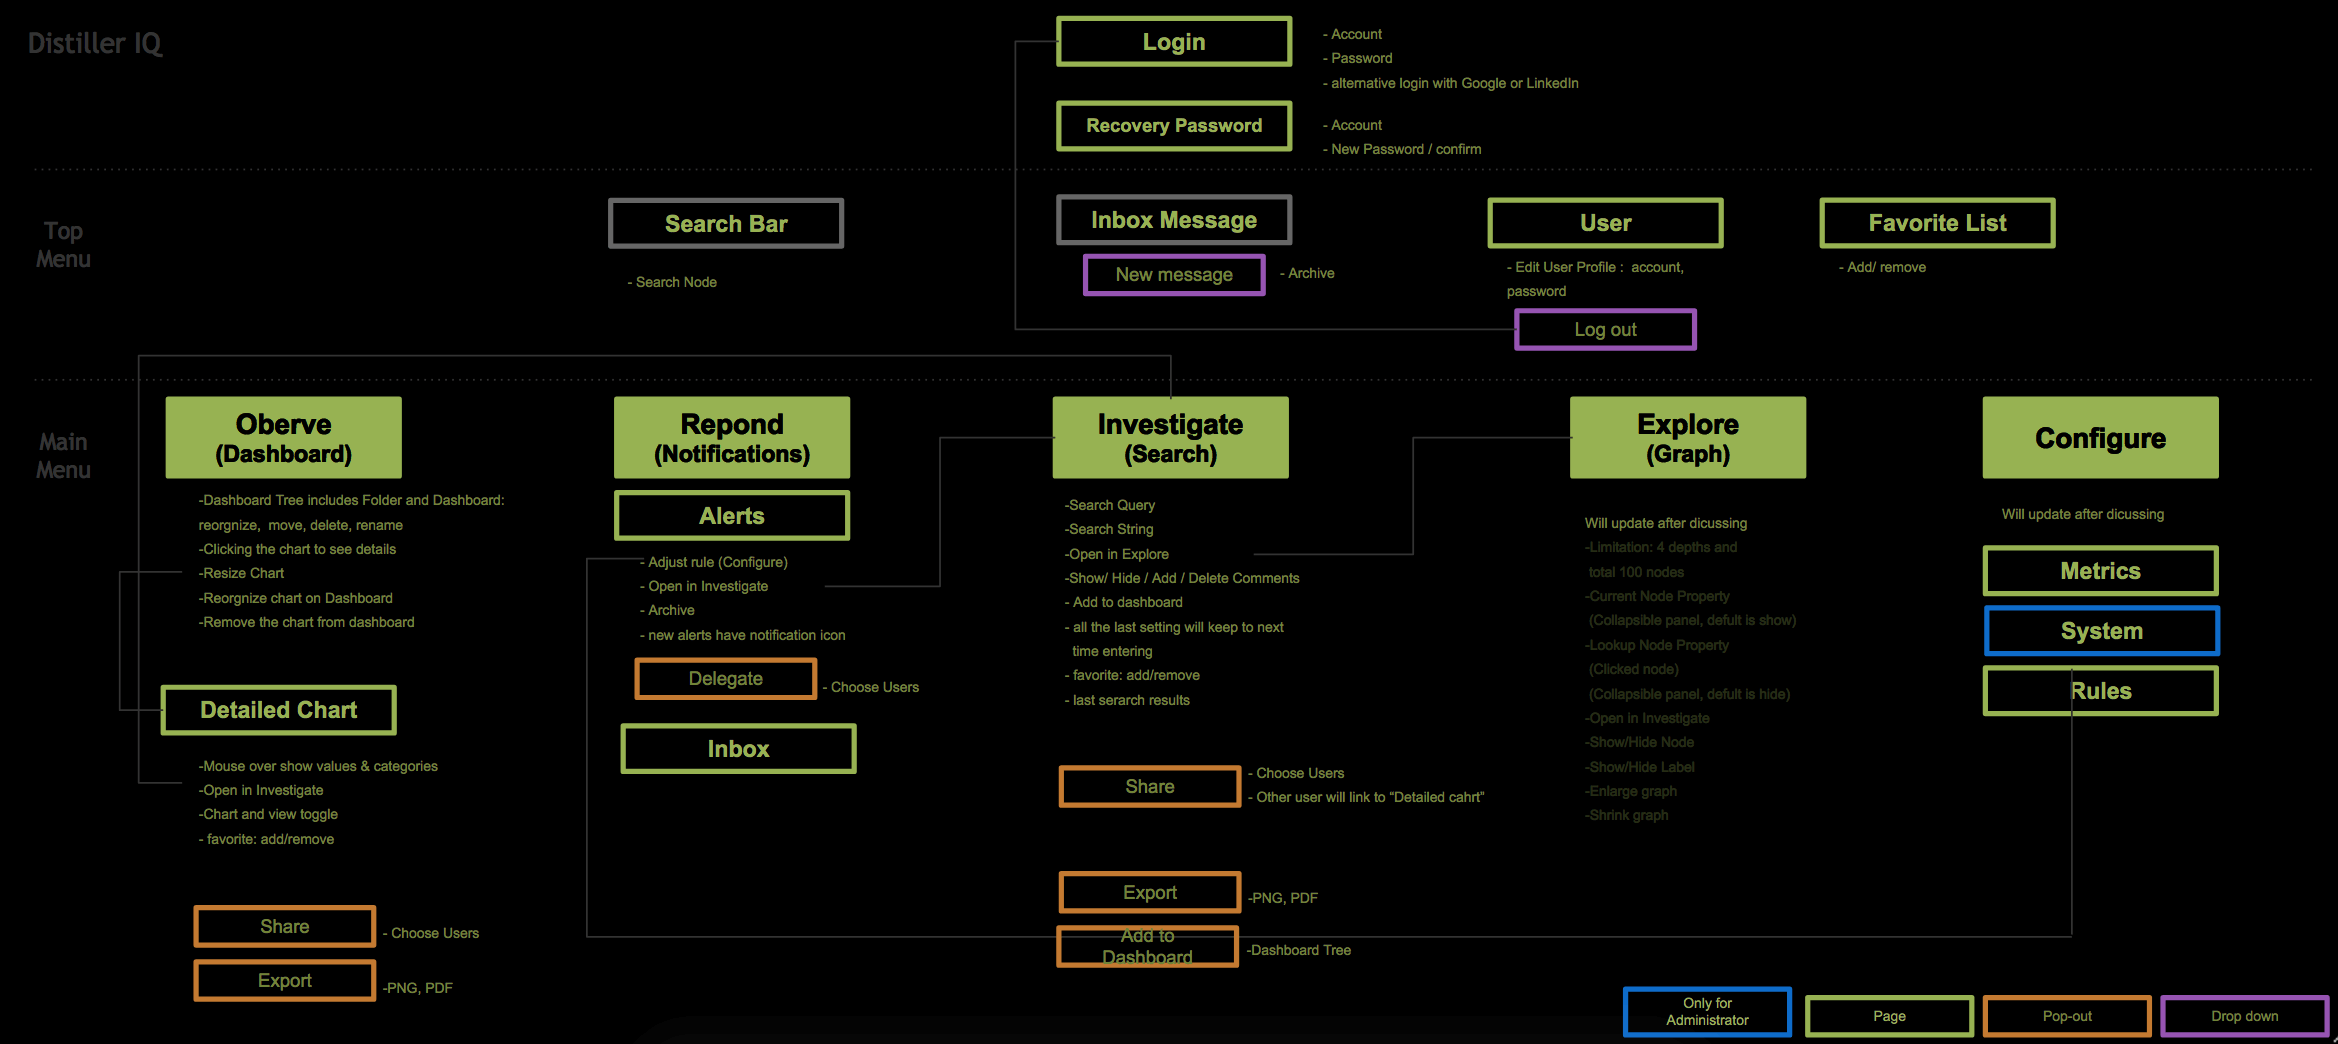 Distiller IQ
Login
- Account
- Password
- alternative login with Google or LinkedIn
Recovery Password
- Account
- New Password / confirm
Top
Menu
Search Bar
- Search Node
Inbox Message
New message
- Archive
User
- Edit User Profile :  account,
password
Log out
Favorite List
- Add/ remove
Main
Menu
Oberve
(Dashboard)
-Dashboard Tree includes Folder and Dashboard:
reorgnize,  move, delete, rename
-Clicking the chart to see details
-Resize Chart
-Reorgnize chart on Dashboard
-Remove the chart from dashboard
Detailed Chart
-Mouse over show values & categories
-Open in Investigate
-Chart and view toggle
- favorite: add/remove
Share
- Choose Users
Export
-PNG, PDF
Repond
(Notifications)
Alerts
- Adjust rule (Configure)
- Open in Investigate
- Archive
- new alerts have notification icon
Delegate
- Choose Users
Inbox
Investigate
(Search)
-Search Query
-Search String
-Open in Explore
-Show/ Hide / Add / Delete Comments
- Add to dashboard
- all the last setting will keep to next
time entering
- favorite: add/remove
- last serarch results
Share
- Choose Users
- Other user will link to “Detailed cahrt”
Export
-PNG, PDF
Add to
Dashboard
-Dashboard Tree
Explore
(Graph)
Will update after dicussing
-Limitation: 4 depths and
total 100 nodes
-Current Node Property
(Collapsible panel, defult is show)
-Lookup Node Property
(Clicked node)
(Collapsible panel, defult is hide)
-Open in Investigate
-Show/Hide Node
-Show/Hide Label
-Enlarge graph
-Shrink graph
Configure
Will update after dicussing
Metrics
System
Rules
Only for
Administrator
Page
Pop-out
Drop down